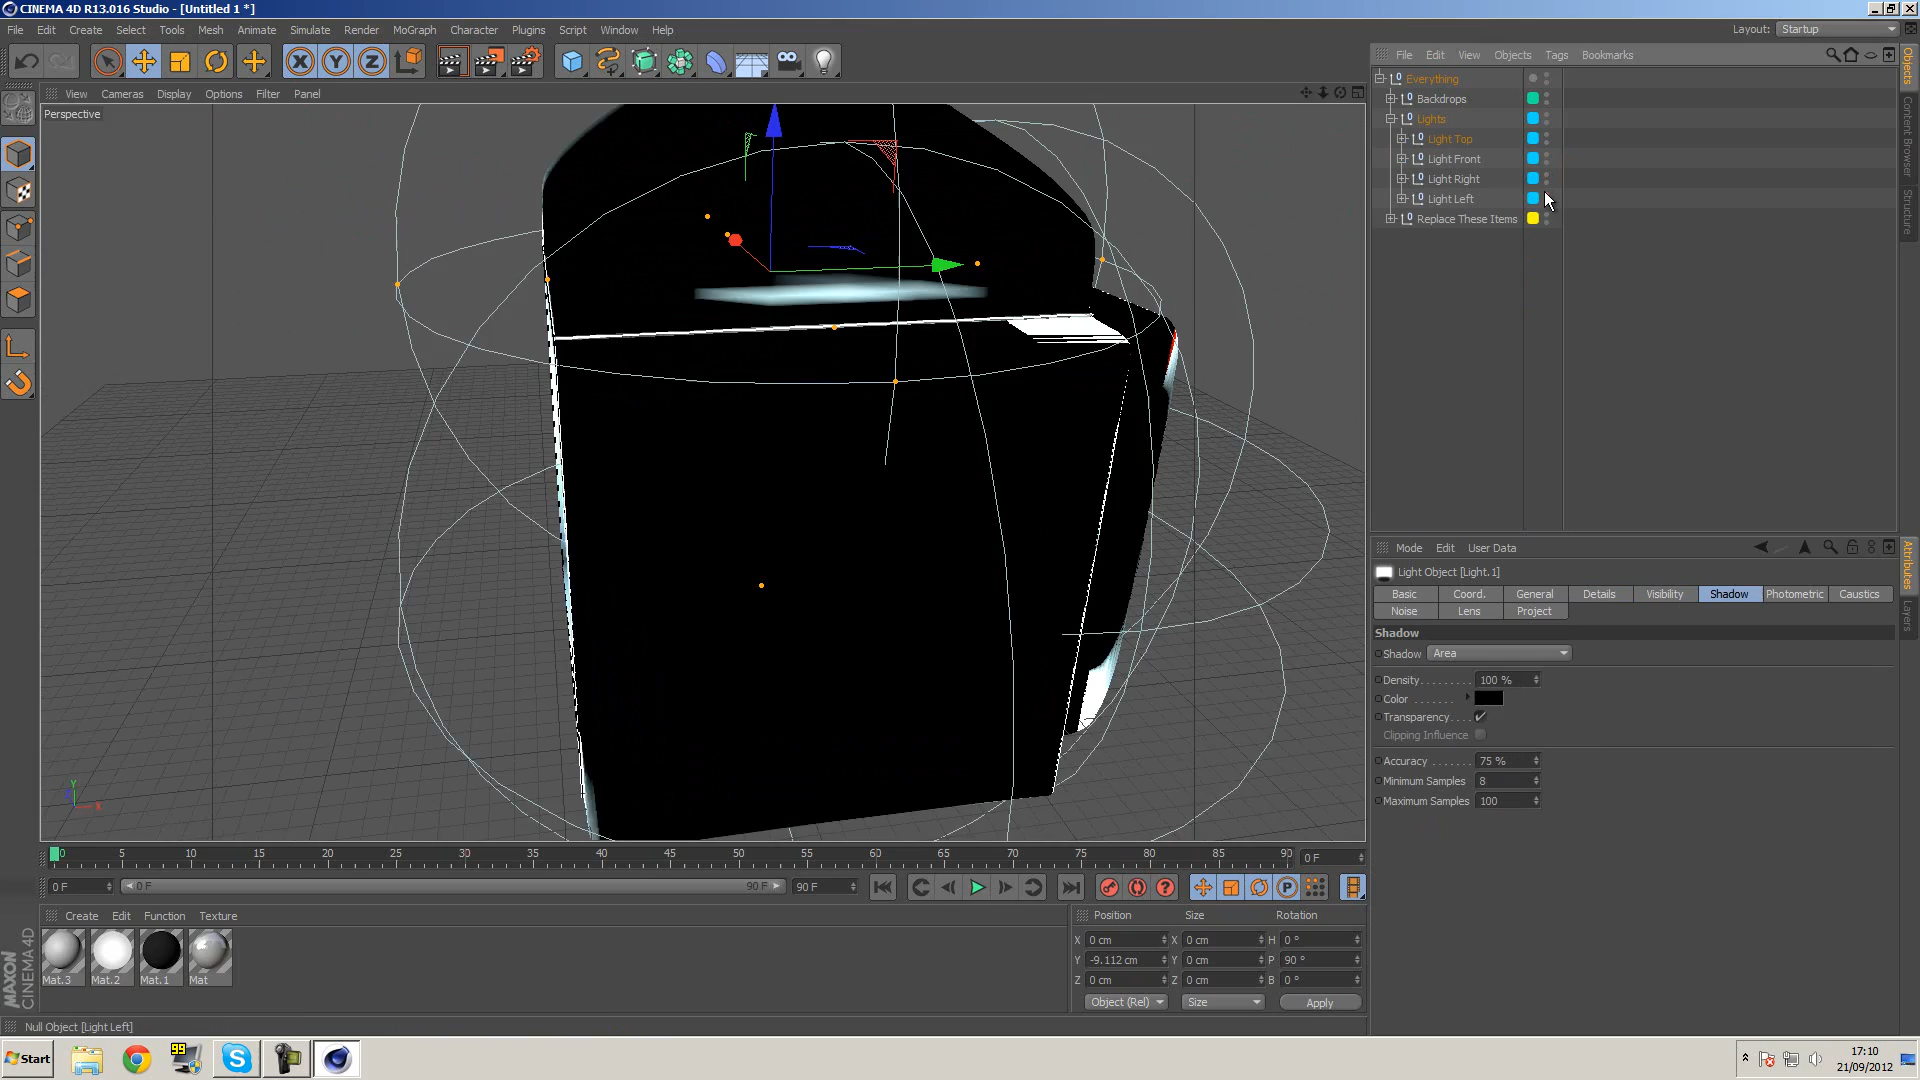 CINEMA 4D R13.016 Studio - [Untitled 1 *]
File Edit Create Select Tools Mesh Animate Simulate Render MoGraph Character Plugins Script Window Help
Layout: Startup
X Y Z
File Edit View Objects Tags Bookmarks
View Cameras Display Options Filter Panel
Perspective
Everything
Backdrops
Lights
Light Top
Light Front
Light Right
Light Left
Replace These Items
Objects
Content Browser
Structure
Mode Edit User Data
Light Object [Light.1]
Basic Coord. General Details Visibility Shadow Photometric Caustics
Noise Lens Project
Shadow
Shadow Area
Density 100 %
Color
Transparency
Clipping Influence
Accuracy 75 %
Minimum Samples 8
Maximum Samples 100
Attributes
Layers
Y
Z X
0 5 10 15 20 25 30 35 40 45 50 55 60 65 70 75 80 85 90 0 F
0 F 0 F 90 F 90 F
Create Edit Function Texture
Mat.3 Mat.2 Mat.1 Mat
Position Size Rotation
X 0 cm X 0 cm H 0 °
Y -9.112 cm Y 0 cm P 90 °
Z 0 cm Z 0 cm B 0 °
Object (Rel) Size Apply
MAXON
CINEMA 4D
Null Object [Light Left]
Start
99
17:10
21/09/2012